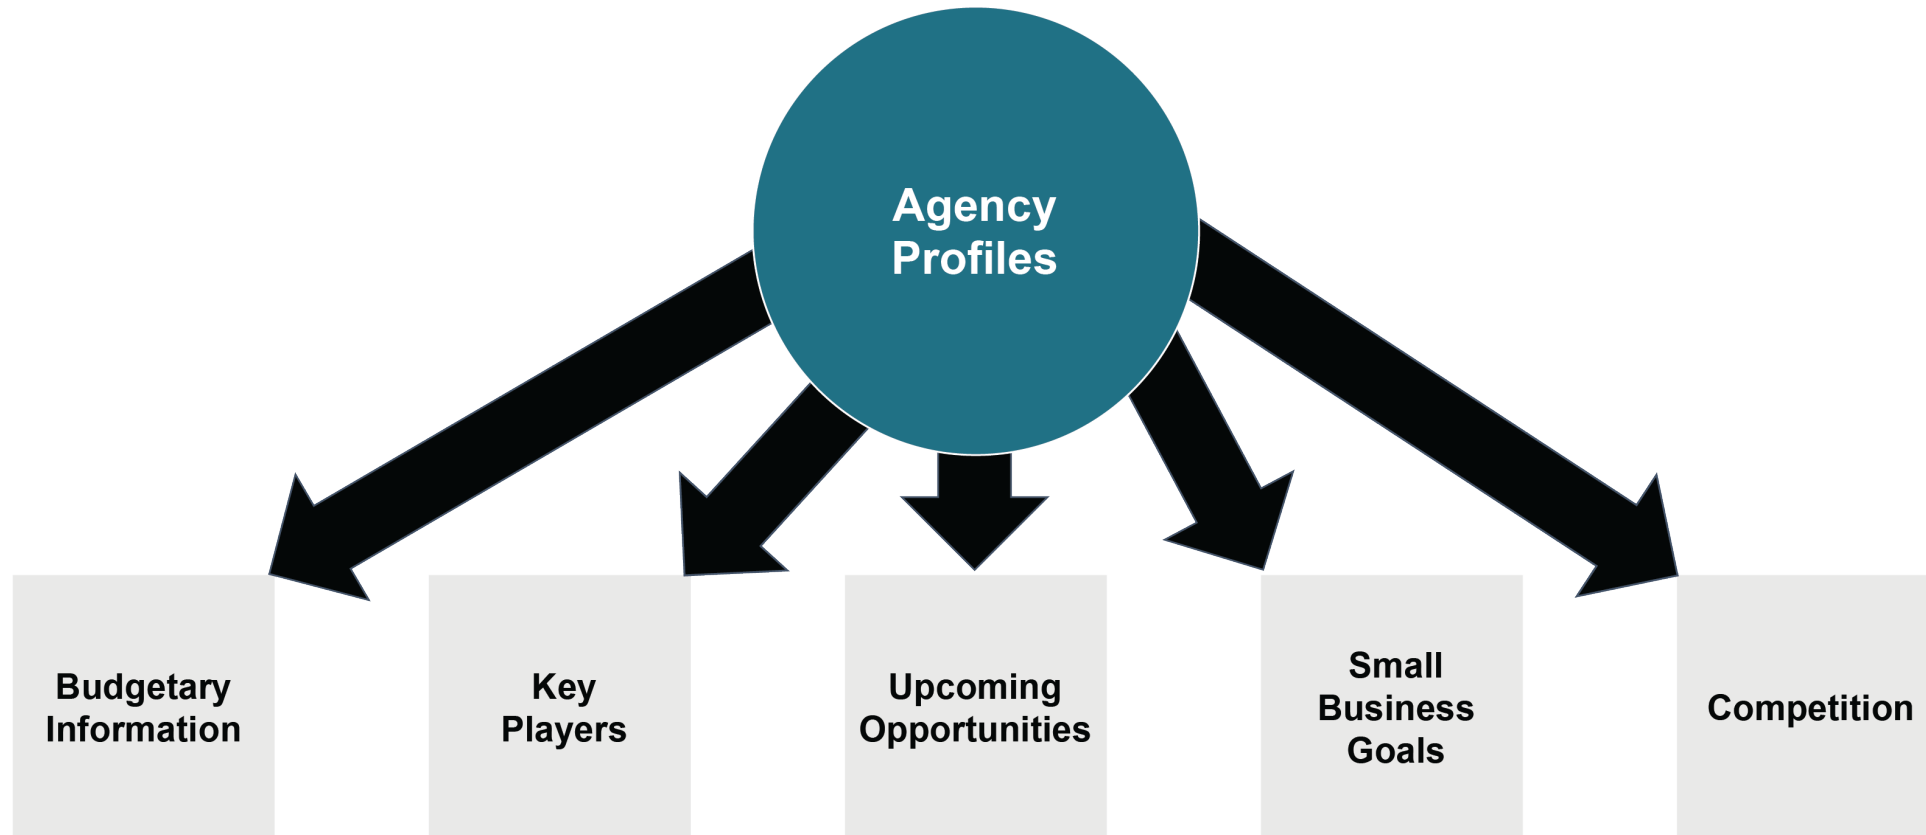 Agency
Profiles
Budgetary
Information
Key
Players
Upcoming
Opportunities
Small
Business
Goals
Competition